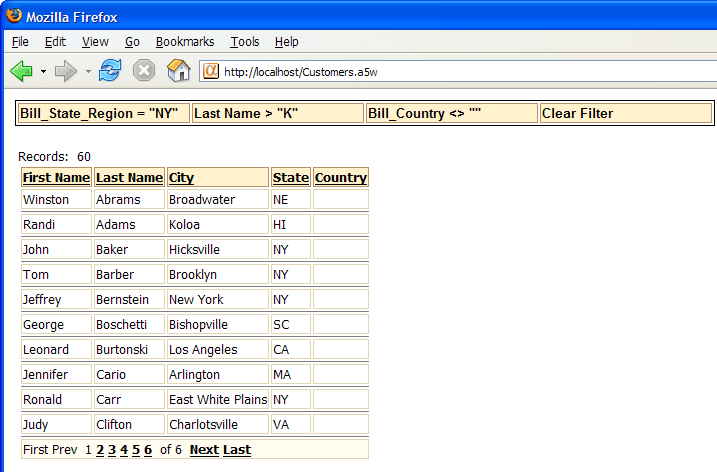 Mozilla Firefox
File Edit View Go Bookmarks Tools Help
http://localhost/Customers.a5w
Bill_State_Region = "NY" Last Name > "K" Bill_Country <> "" Clear Filter
Records: 60
First Name Last Name City State Country
Winston Abrams Broadwater NE
Randi Adams Koloa HI
John Baker Hicksville NY
Tom Barber Brooklyn NY
Jeffrey Bernstein New York NY
George Boschetti Bishopville SC
Leonard Burtonski Los Angeles CA
Jennifer Cario Arlington MA
Ronald Carr East White Plains NY
Judy Clifton Charlotsville VA
First Prev 1 2 3 4 5 6 of 6 Next Last